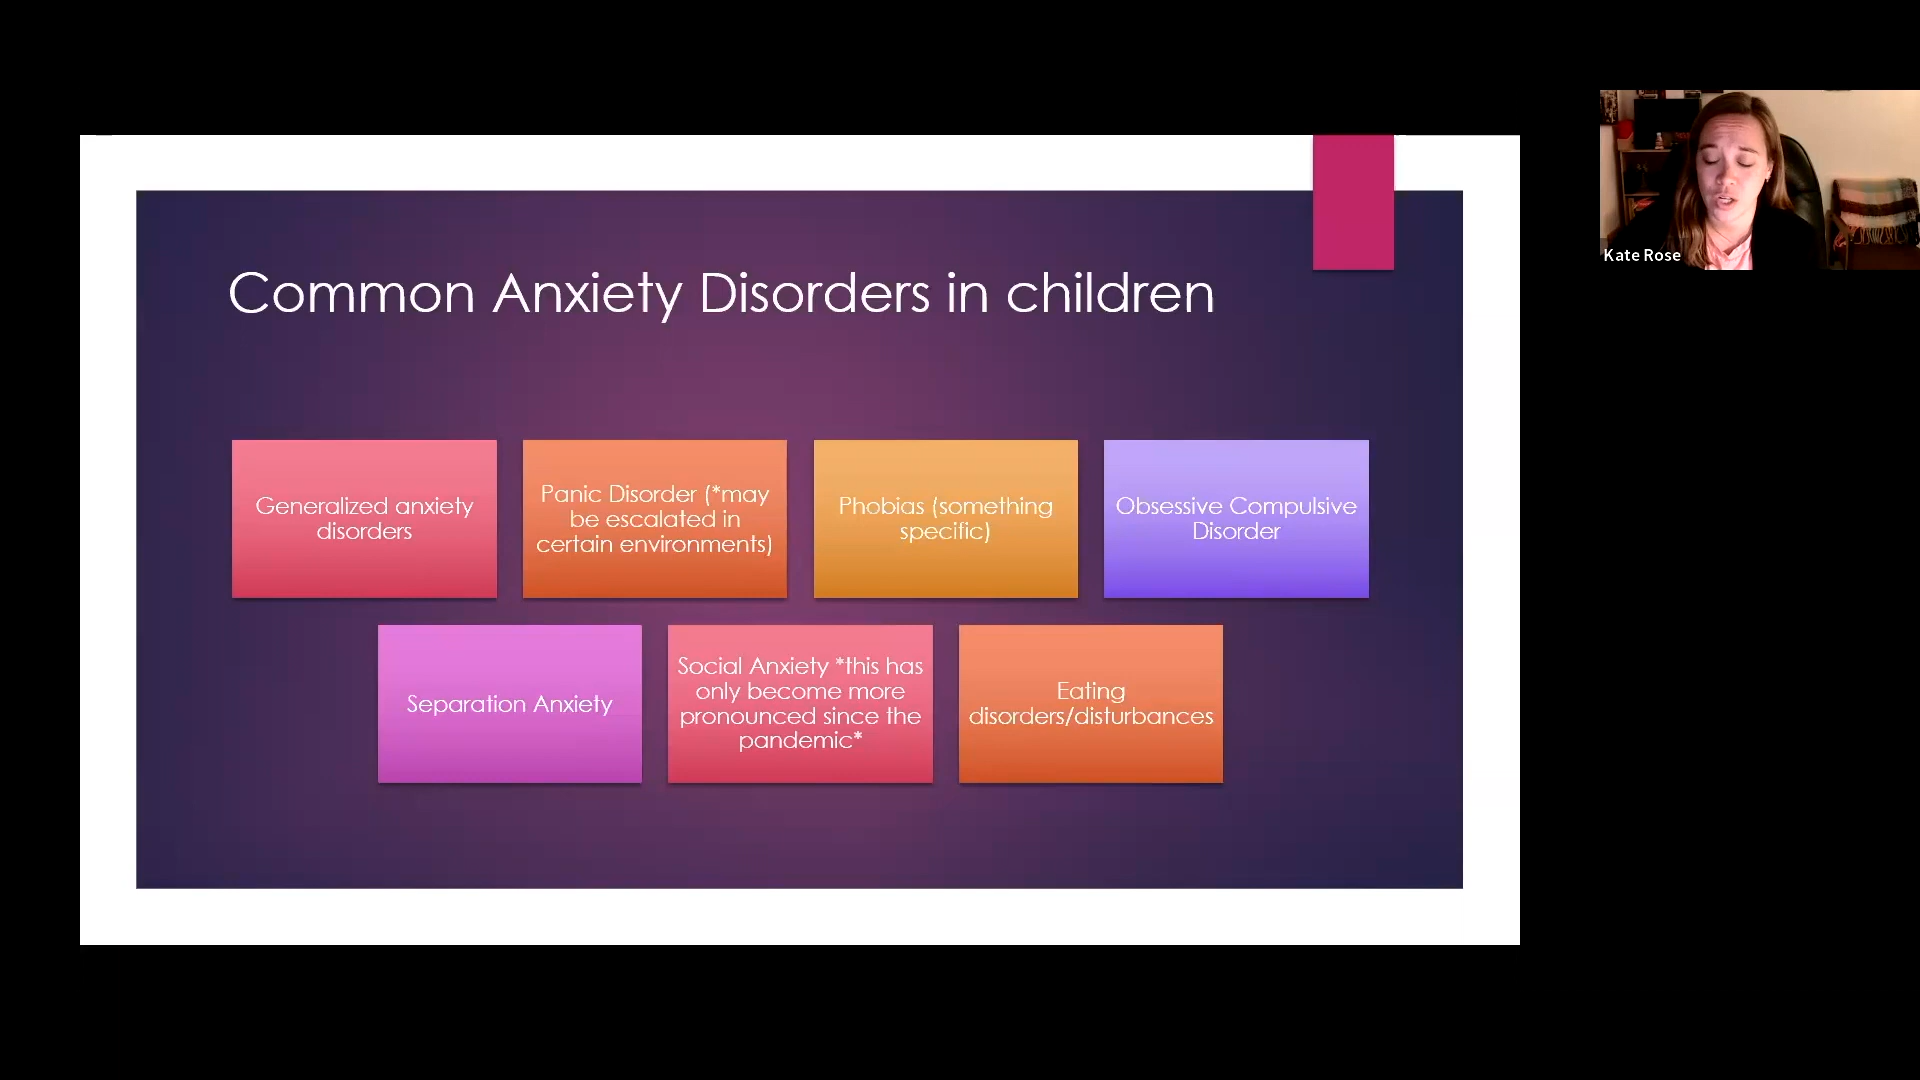 Common Anxiety Disorders in children
Generalized anxiety
disorders
Panic Disorder (*may
be escalated in
certain environments)
Phobias (something
specific)
Obsessive Compulsive
Disorder
Separation Anxiety
Social Anxiety *this has
only become more
pronounced since the
pandemic*
Eating
disorders/disturbances
Kate Rose